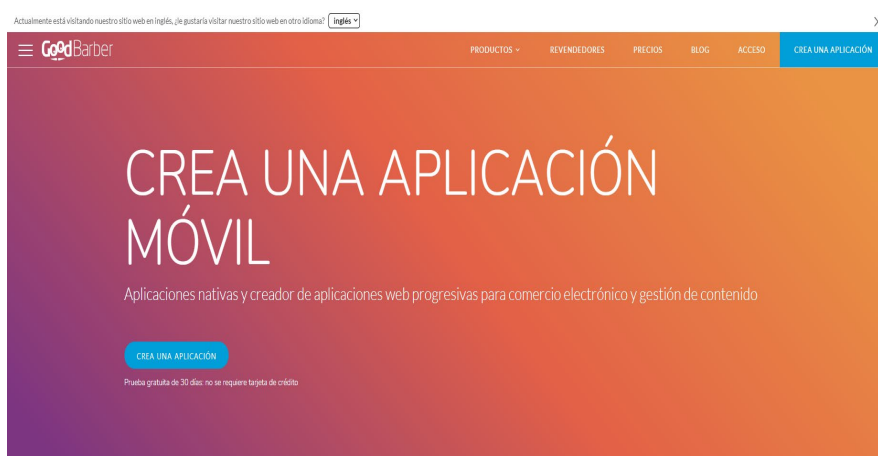 Actualmente está visitando nuestro sitio web en inglés, ¿le gustaría visitar nuestro sitio web en otro idioma? inglés
GoodBarber PRODUCTOS REVENDEDORES PRECIOS BLOG ACCESO CREA UNA APLICACIÓN
CREA UNA APLICACIÓN
MÓVIL
Aplicaciones nativas y creador de aplicaciones web progresivas para comercio electrónico y gestión de contenido
CREA UNA APLICACIÓN
Prueba gratuita de 30 días: no se requiere tarjeta de crédito